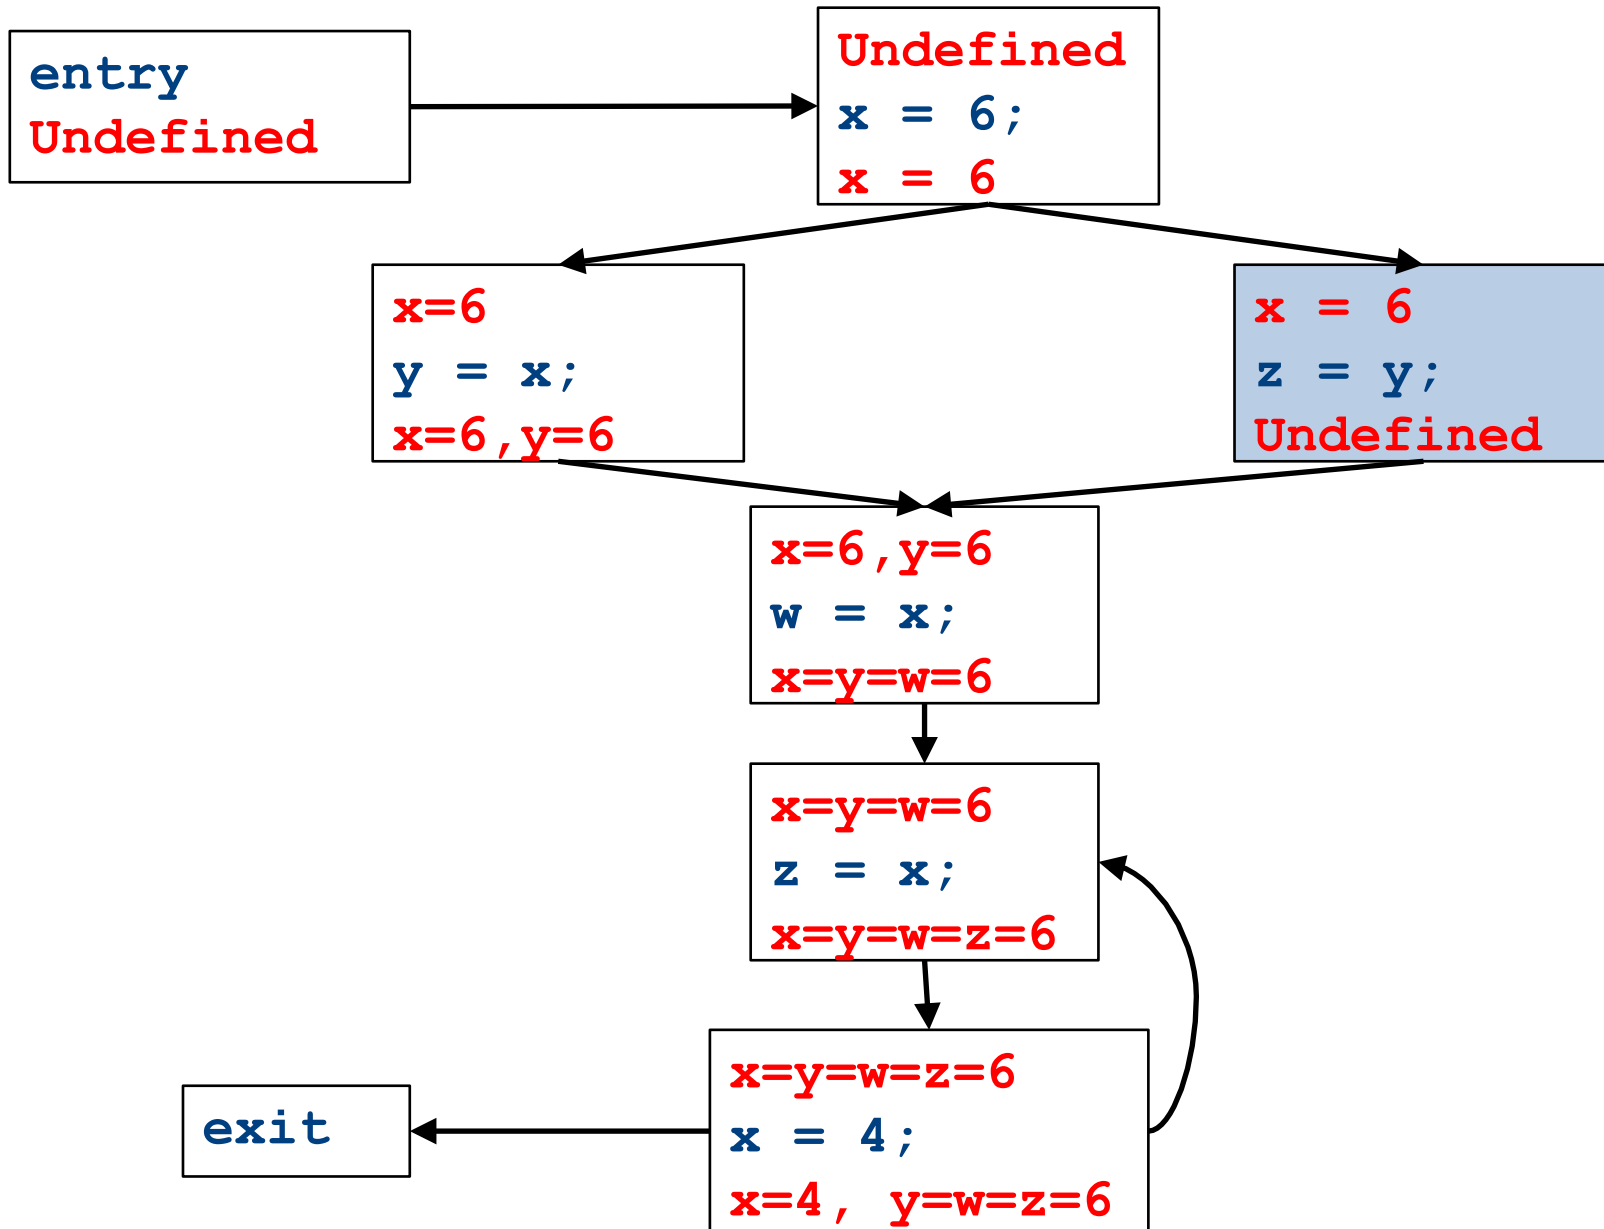 entry
Undefined
Undefined
x = 6;
x = 6
x=6
y = x;
x=6,y=6
x = 6
z = y;
Undefined
x=6,y=6
w = x;
x=y=w=6
x=y=w=6
z = x;
x=y=w=z=6
x=y=w=z=6
x = 4;
x=4, y=w=z=6
exit